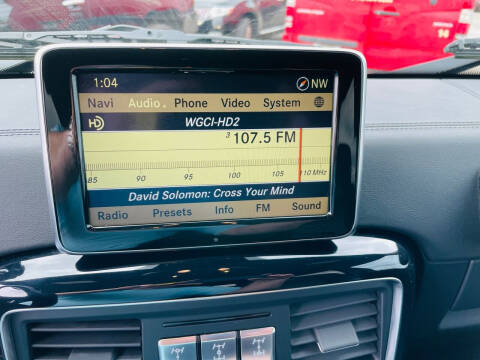 1:04 NW
Navi Audio Phone Video System
HD WGCI-HD2
3 107.5 FM
85 90 95 100 105 110 MHz
David Solomon: Cross Your Mind
Radio Presets Info FM Sound